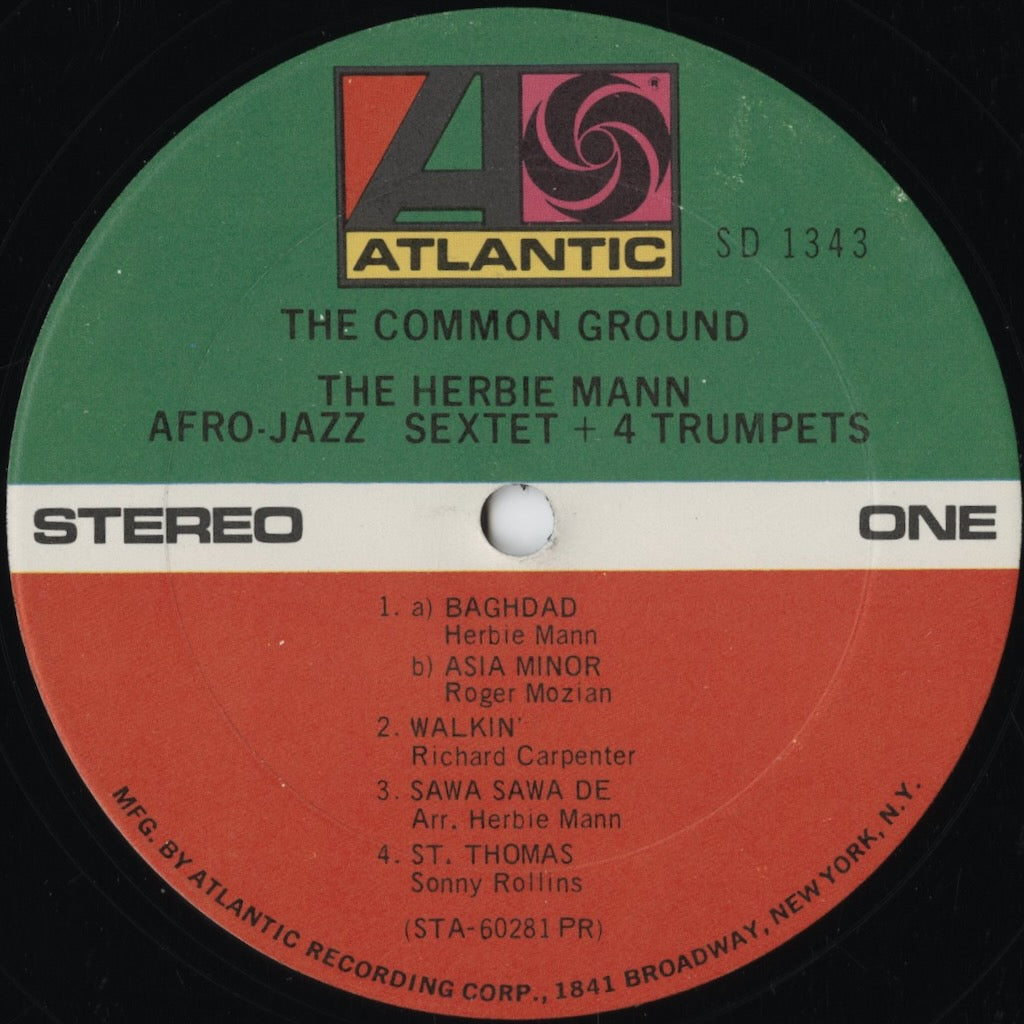 ATLANTIC
®
SD 1343
THE COMMON GROUND
THE HERBIE MANN
AFRO-JAZZ SEXTET + 4 TRUMPETS
STEREO
ONE
1. a) BAGHDAD
Herbie Mann
b) ASIA MINOR
Roger Mozian
2. WALKIN'
Richard Carpenter
3. SAWA SAWA DE
Arr. Herbie Mann
4. ST. THOMAS
Sonny Rollins
(STA-60281 PR)
MFG. BY ATLANTIC RECORDING CORP., 1841 BROADWAY, NEW YORK, N.Y.